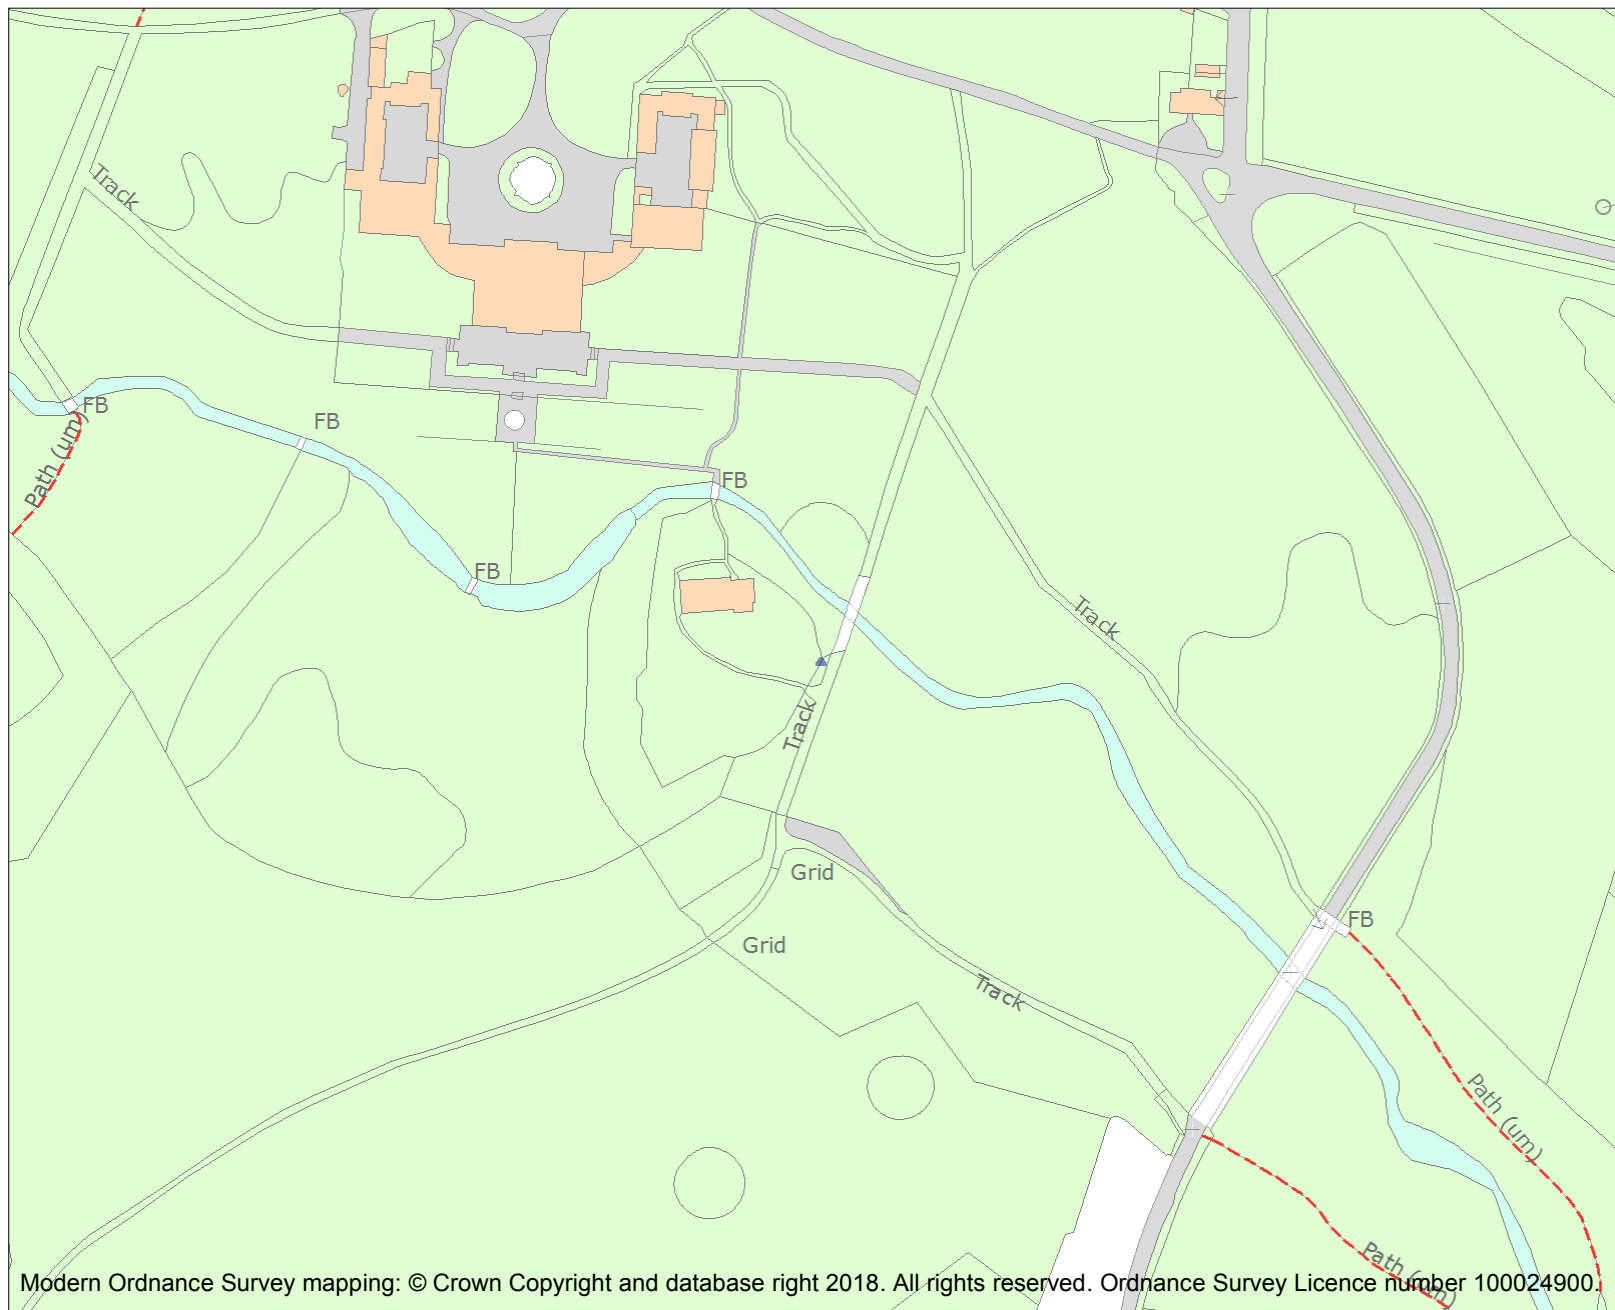 Track
FB
FB
Path (um)
FB
FB
Track
Track
Grid
FB
Grid
Track
Path (um)
Path (um)
Modern Ordnance Survey mapping: © Crown Copyright and database right 2018. All rights reserved. Ordnance Survey Licence number 100024900.